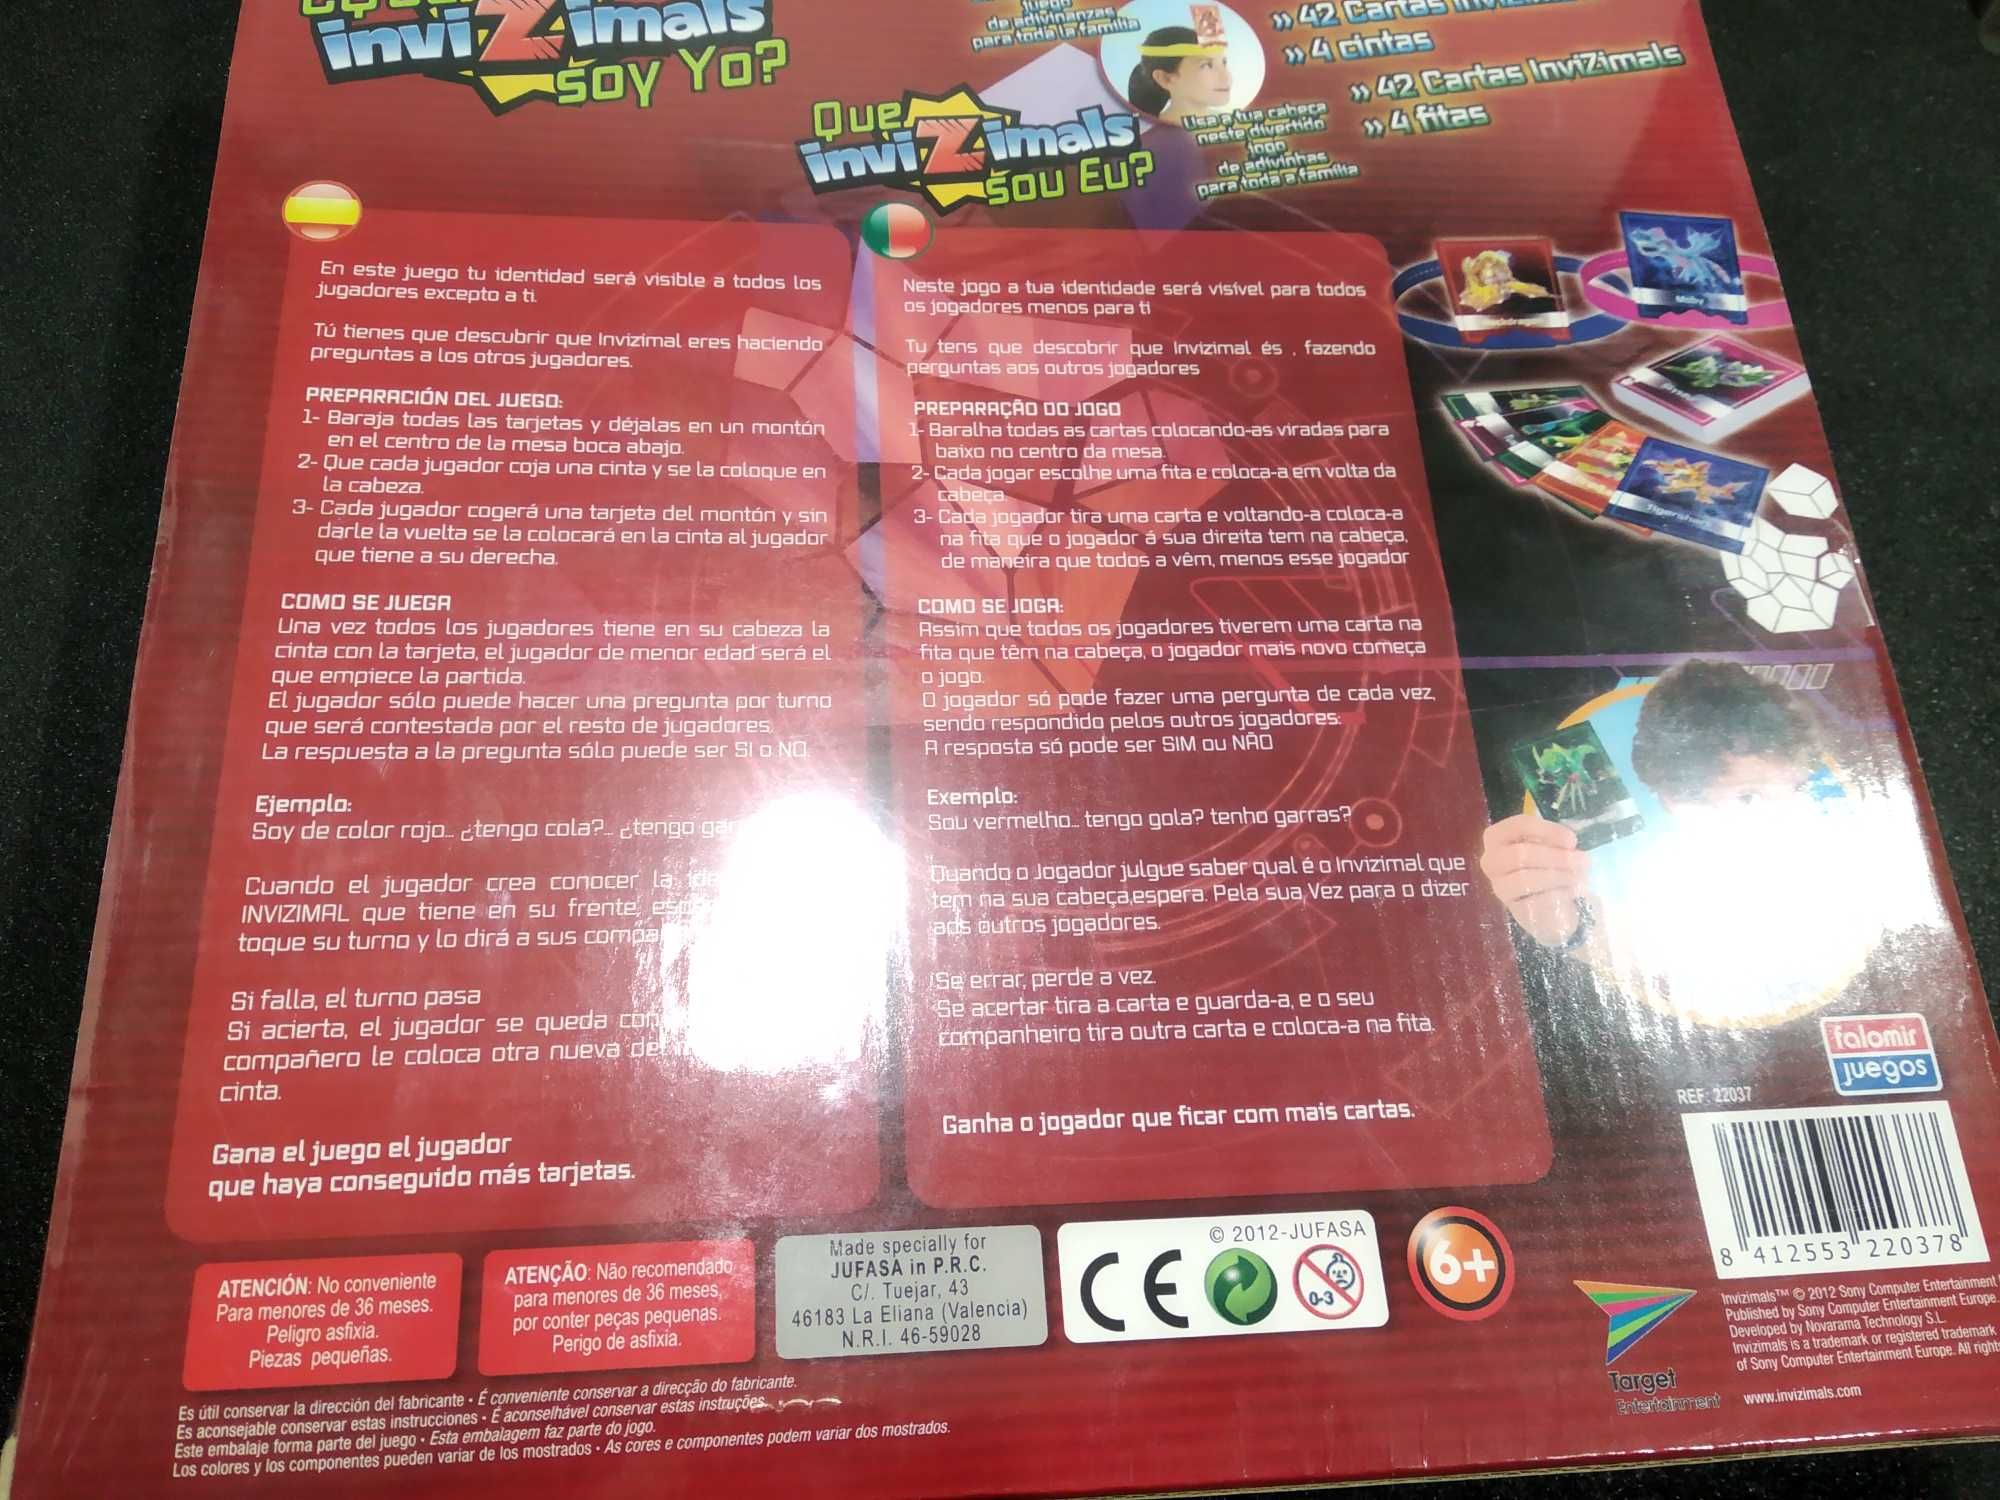 inviZimals
soy Yo?
juego
de adivinanzas
para toda la familia
» 42 Cartas
» 4 cintas
» 42 Cartas InviZimals
» 4 fitas
Que
inviZimals
sou Eu?
Usa a tua cabeça
neste divertido
jogo
de adivinhas
para toda a família
En este juego tu identidad será visible a todos los
jugadores excepto a ti.
Tú tienes que descubrir que Invizimal eres haciendo
preguntas a los otros jugadores.
PREPARACIÓN DEL JUEGO:
1- Baraja todas las tarjetas y déjalas en un montón
en el centro de la mesa boca abajo.
2- Que cada jugador coja una cinta y se la coloque en
la cabeza.
3- Cada jugador cogerá una tarjeta del montón y sin
darle la vuelta se la colocará en la cinta al jugador
que tiene a su derecha.
COMO SE JUEGA
Una vez todos los jugadores tiene en su cabeza la
cinta con la tarjeta, el jugador de menor edad será el
que empiece la partida.
El jugador sólo puede hacer una pregunta por turno
que será contestada por el resto de jugadores.
La respuesta a la pregunta sólo puede ser SI o NO.
Ejemplo:
Soy de color rojo... ¿tengo cola?... ¿tengo
Cuando el jugador crea conocer la
INVIZIMAL que tiene en su frente,
toque su turno y lo dirá a sus
Si falla, el turno pasa
Si acierta, el jugador se queda con
compañero le coloca otra nueva
cinta.
Gana el juego el jugador
que haya conseguido más tarjetas.
Neste jogo a tua identidade será visível para todos
os jogadores menos para ti
Tu tens que descobrir que Invizimal és , fazendo
perguntas aos outros jogadores
PREPARAÇÃO DO JOGO
1- Baralha todas as cartas colocando-as viradas para
baixo no centro da mesa.
2- Cada jogar escolhe uma fita e coloca-a em volta da
cabeça.
3- Cada jogador tira uma carta e voltando-a coloca-a
na fita que o jogador á sua direita tem na cabeça,
de maneira que todos a vêm, menos esse jogador
COMO SE JOGA:
Assim que todos os jogadores tiverem uma carta na
fita que têm na cabeça, o jogador mais novo começa
o jogo.
O jogador só pode fazer uma pergunta de cada vez,
sendo respondido pelos outros jogadores:
A resposta só pode ser SIM ou NÃO
Exemplo:
Sou vermelho... tengo gola? tenho garras?
Quando o Jogador julgue saber qual é o Invizimal que
tem na sua cabeça,espera. Pela sua Vez para o dizer
aos outros jogadores.
Se errar, perde a vez.
Se acertar tira a carta e guarda-a, e o seu
companheiro tira outra carta e coloca-a na fita.
Ganha o jogador que ficar com mais cartas.
Moby
Tigershark
falomir
juegos
REF: 22037
8 412553 220378
ATENCIÓN: No conveniente
Para menores de 36 meses.
Peligro asfixia.
Piezas pequeñas.
ATENÇÃO: Não recomendado
para menores de 36 meses,
por conter peças pequenas.
Perigo de asfixia.
Made specially for
JUFASA in P.R.C.
C/. Tuejar, 43
46183 La Eliana (Valencia)
N.R.I. 46-59028
© 2012-JUFASA
CE
0-3
6+
Target
Entertainment
Invizimals™ © 2012 Sony Computer Entertainment
Published by Sony Computer Entertainment Europe.
Developed by Novarama Technology S.L.
Invizimals is a trademark or registered trademark
of Sony Computer Entertainment Europe. All rights
www.invizimals.com
Es útil conservar la dirección del fabricante • É conveniente conservar a direcção do fabricante.
Es aconsejable conservar estas instrucciones • É aconselhável conservar estas instruções.
Este embalaje forma parte del juego • Esta embalagem faz parte do jogo.
Los colores y los componentes pueden variar de los mostrados • As cores e componentes podem variar dos mostrados.